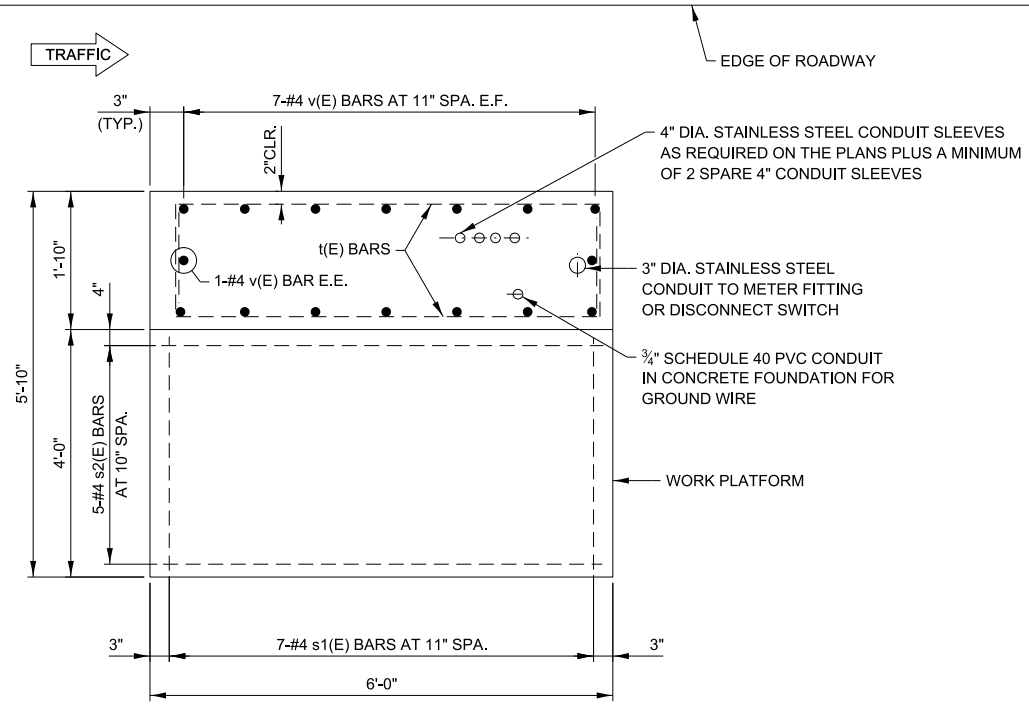 TRAFFIC
EDGE OF ROADWAY
3"
(TYP.)
7-#4 v(E) BARS AT 11" SPA. E.F.
2"CLR.
4" DIA. STAINLESS STEEL CONDUIT SLEEVES
AS REQUIRED ON THE PLANS PLUS A MINIMUM
OF 2 SPARE 4" CONDUIT SLEEVES
1'-10"
t(E) BARS
1-#4 v(E) BAR E.E.
3" DIA. STAINLESS STEEL
CONDUIT TO METER FITTING
OR DISCONNECT SWITCH
4"
¾" SCHEDULE 40 PVC CONDUIT
IN CONCRETE FOUNDATION FOR
GROUND WIRE
5'-10"
4'-0"
5-#4 s2(E) BARS
AT 10" SPA.
WORK PLATFORM
3"
7-#4 s1(E) BARS AT 11" SPA.
3"
6'-0"